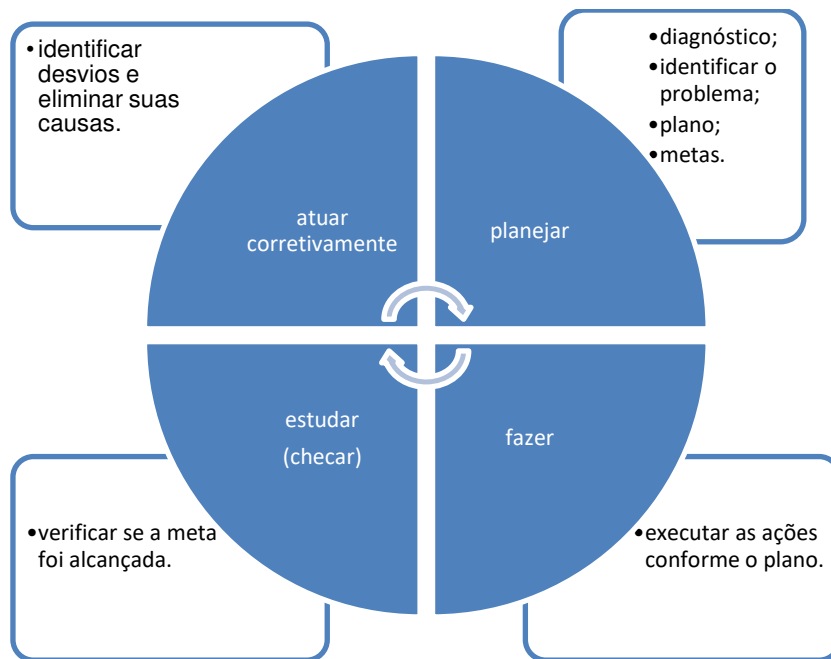 •identificar
desvios e
eliminar suas
causas.
•diagnóstico;
•identificar o
problema;
•plano;
•metas.
atuar
corretivamente
planejar
estudar
(checar)
fazer
•verificar se a meta
foi alcançada.
•executar as ações
conforme o plano.